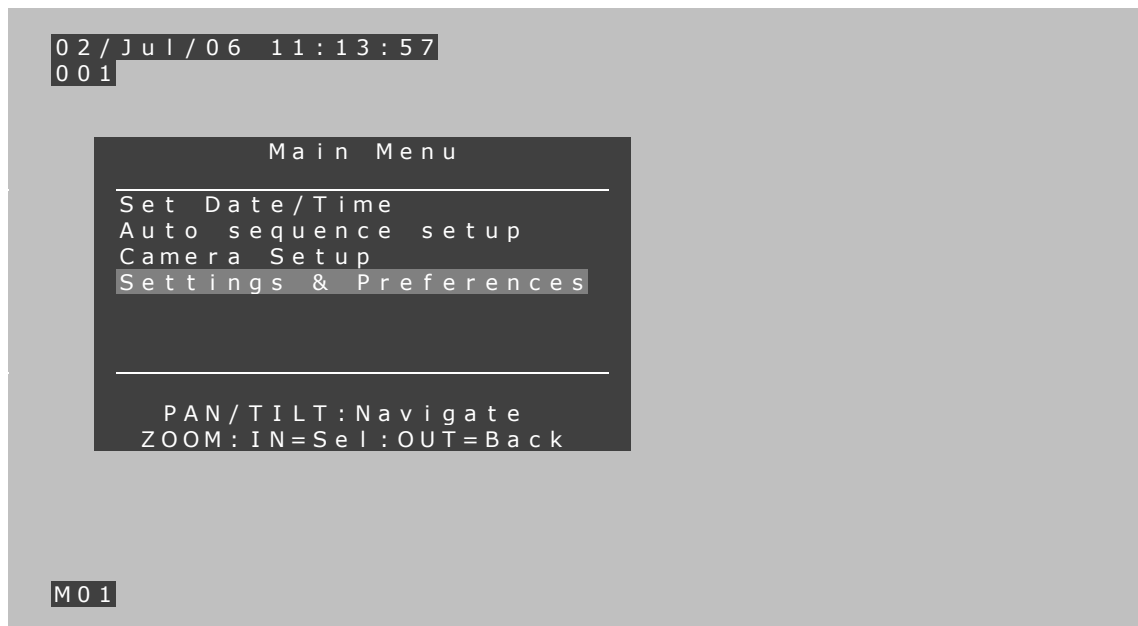 02/Jul/06 11:13:57
001
Main Menu
Set Date/Time
Auto sequence setup
Camera Setup
Settings & Preferences
PAN/TILT:Navigate
ZOOM:IN=Sel:OUT=Back
M01